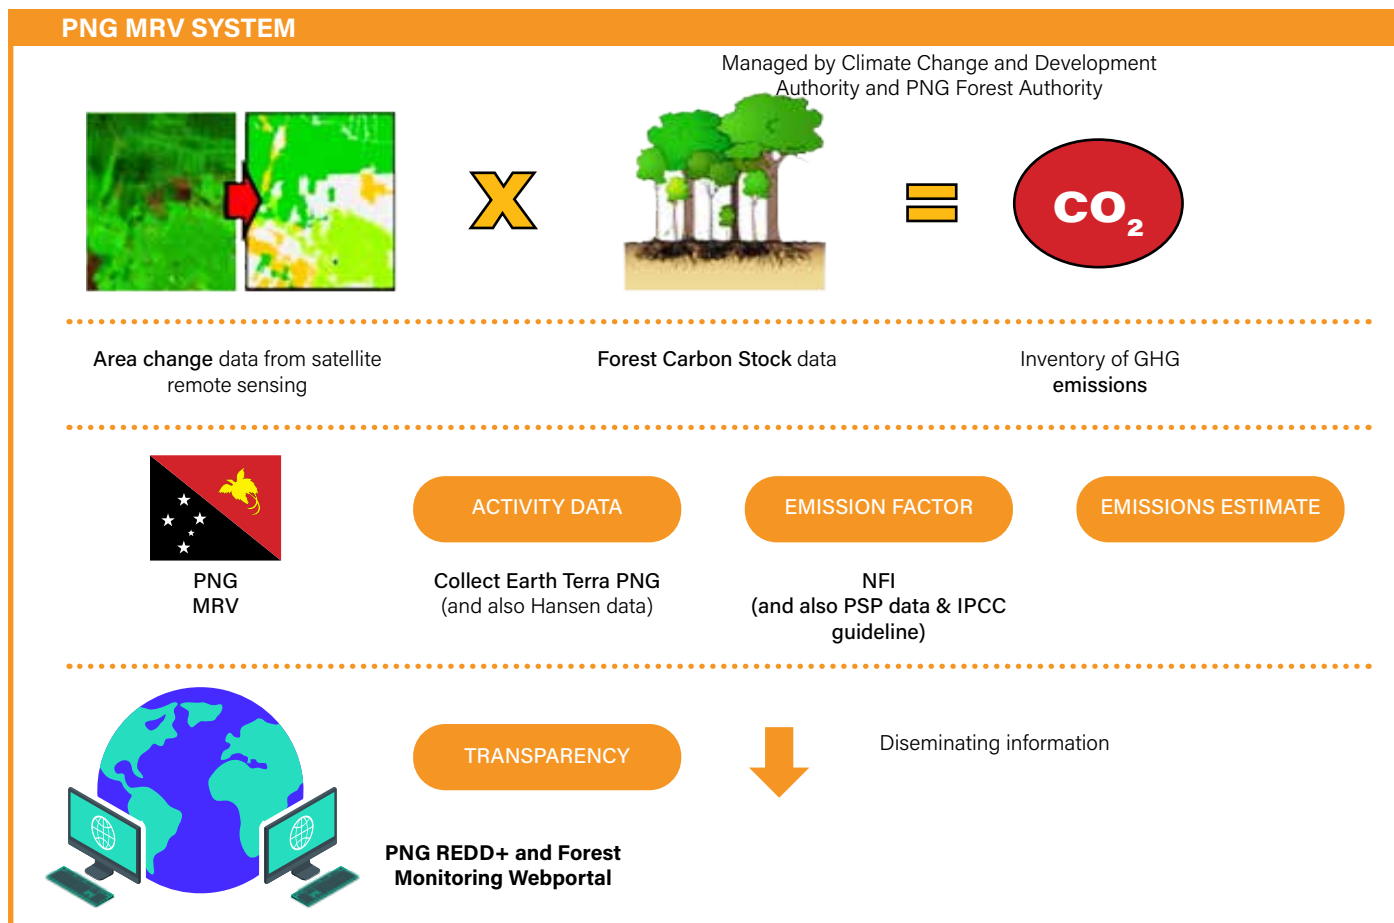 PNG MRV SYSTEM
Managed by Climate Change and Development
Authority and PNG Forest Authority
X
=
CO₂
Area change data from satellite
remote sensing
Forest Carbon Stock data
Inventory of GHG
emissions
PNG
MRV
ACTIVITY DATA
Collect Earth Terra PNG
(and also Hansen data)
EMISSION FACTOR
NFI
(and also PSP data & IPCC
guideline)
EMISSIONS ESTIMATE
TRANSPARENCY
Diseminating information
PNG REDD+ and Forest
Monitoring Webportal